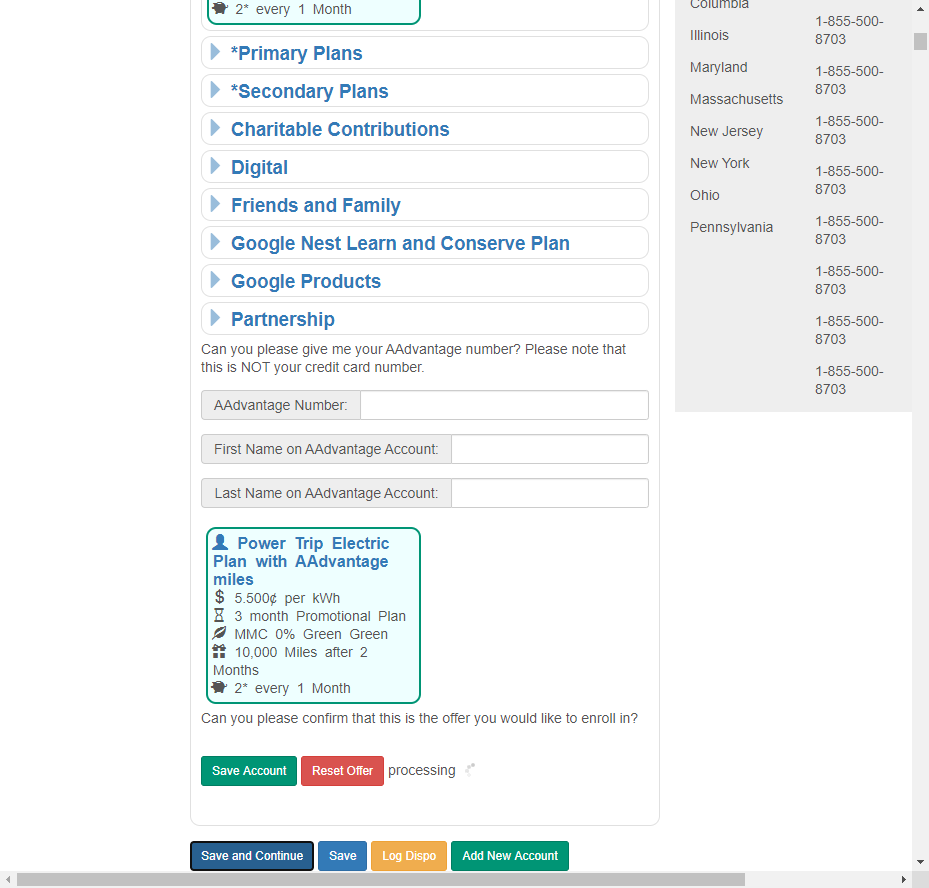 2* every 1 Month
*Primary Plans
*Secondary Plans
Charitable Contributions
Digital
Friends and Family
Google Nest Learn and Conserve Plan
Google Products
Partnership
Can you please give me your AAdvantage number? Please note that
this is NOT your credit card number.
AAdvantage Number:
First Name on AAdvantage Account:
Last Name on AAdvantage Account:
Power Trip Electric
Plan with AAdvantage
miles
$ 5.500¢ per kWh
3 month Promotional Plan
MMC 0% Green Green
10,000 Miles after 2
Months
2* every 1 Month
Can you please confirm that this is the offer you would like to enroll in?
Save Account Reset Offer processing
Save and Continue Save Log Dispo Add New Account
Columbia
Illinois
Maryland
Massachusetts
New Jersey
New York
Ohio
Pennsylvania
1-855-500-
8703
1-855-500-
8703
1-855-500-
8703
1-855-500-
8703
1-855-500-
8703
1-855-500-
8703
1-855-500-
8703
1-855-500-
8703